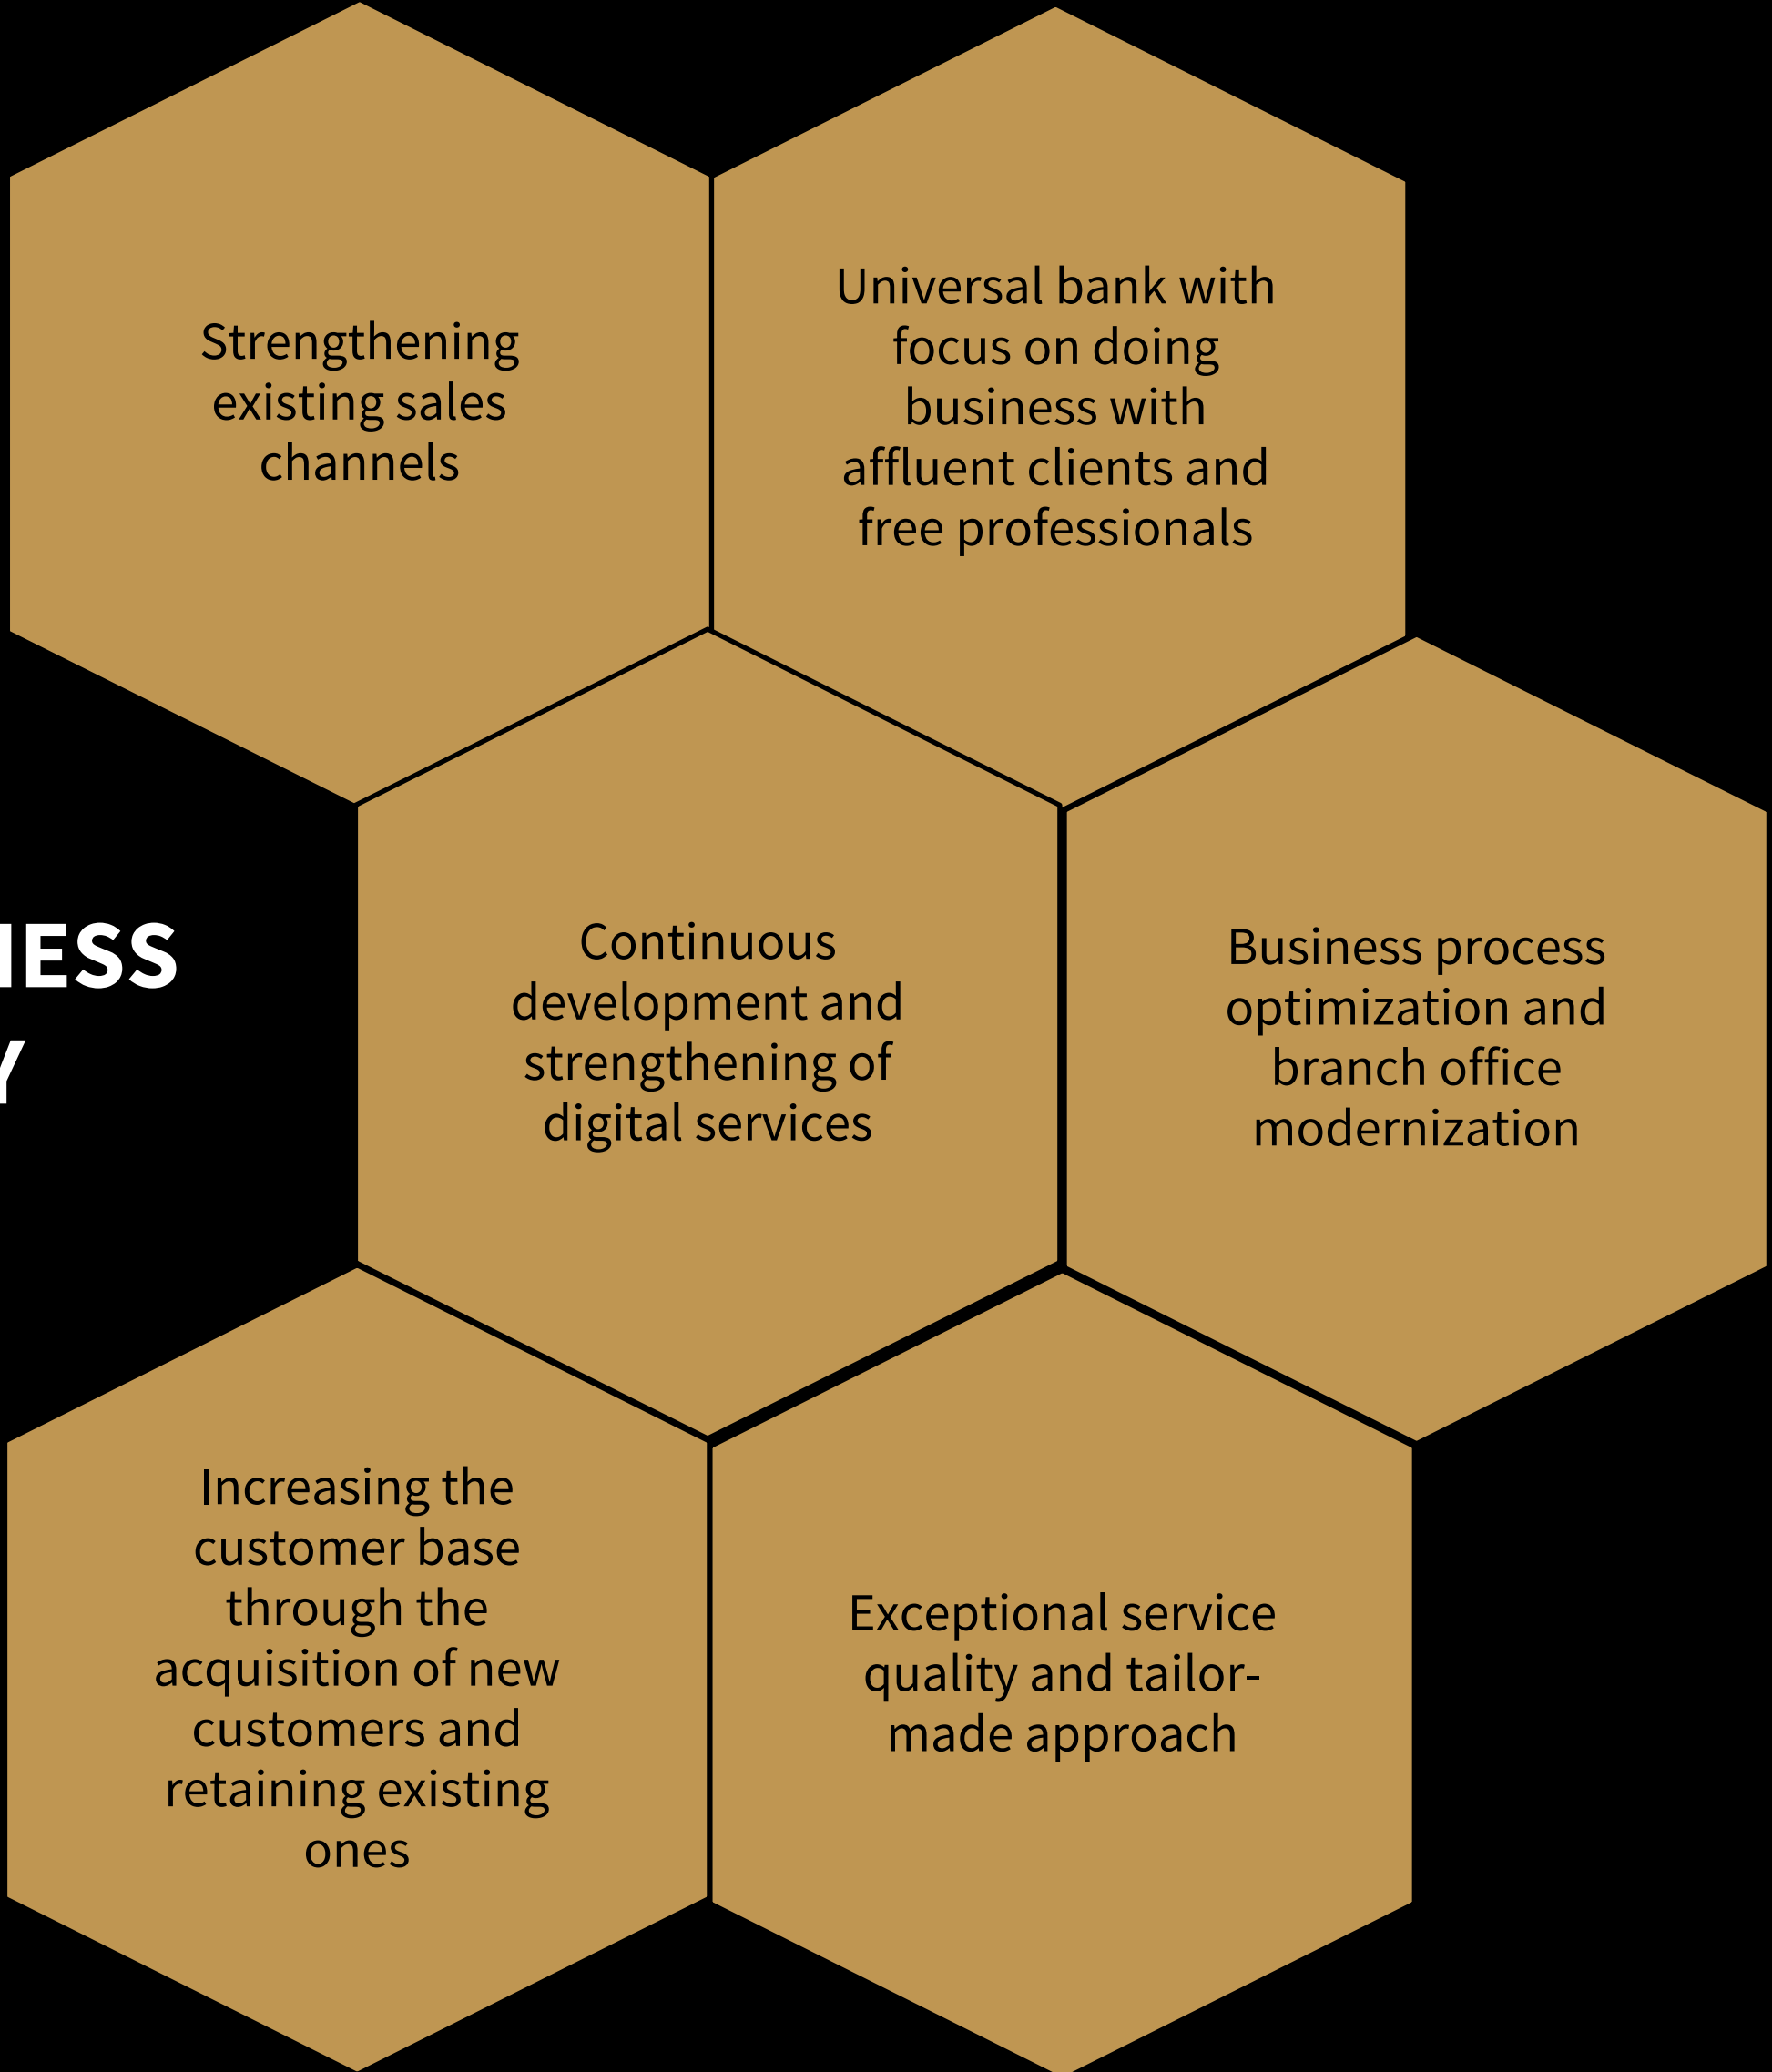 Strengthening
existing sales
channels
Universal bank with
focus on doing
business with
affluent clients and
free professionals
NESS
Y
Continuous
development and
strengthening of
digital services
Business process
optimization and
branch office
modernization
Increasing the
customer base
through the
acquisition of new
customers and
retaining existing
ones
Exceptional service
quality and tailor-
made approach